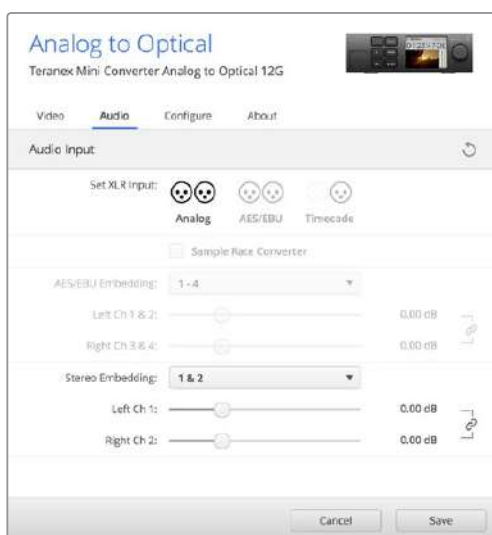 Analog to Optical
Teranex Mini Converter Analog to Optical 12G
Video Audio Configure About
Audio Input
Set XLR Input:
Analog AES/EBU Timecode
Sample Rate Converter
AES/EBU Embedding: 1 - 4
Left Ch 1 & 2: 0.00 dB
Right Ch 3 & 4: 0.00 dB
Stereo Embedding: 1 & 2
Left Ch 1: 0.00 dB
Right Ch 2: 0.00 dB
Cancel Save